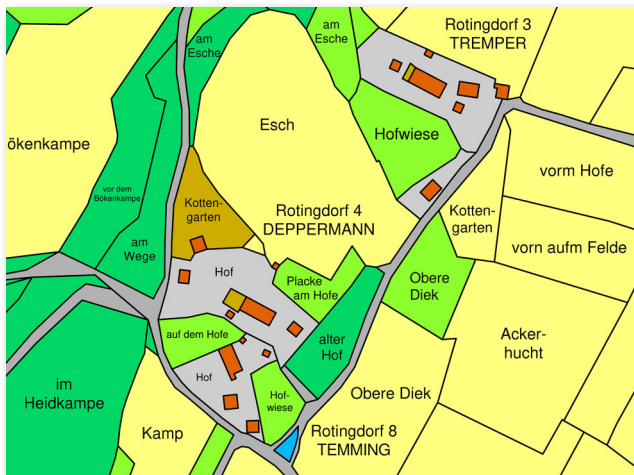 am
Esche
am
Esche
Rotingdorf 3
TREMPER
Esch
Hofwiese
ökenkampe
vorm Hofe
vor dem
Bökenkampe
Kotten-
garten
Rotingdorf 4
DEPPERMANN
Kotten-
garten
am
Wege
vorn aufm Felde
Hof
Placke
am Hofe
Obere
Diek
auf dem Hofe
alter
Hof
Acker-
hucht
im
Heidkampe
Hof
Hof-
wiese
Obere Diek
Kamp
Rotingdorf 8
TEMMING